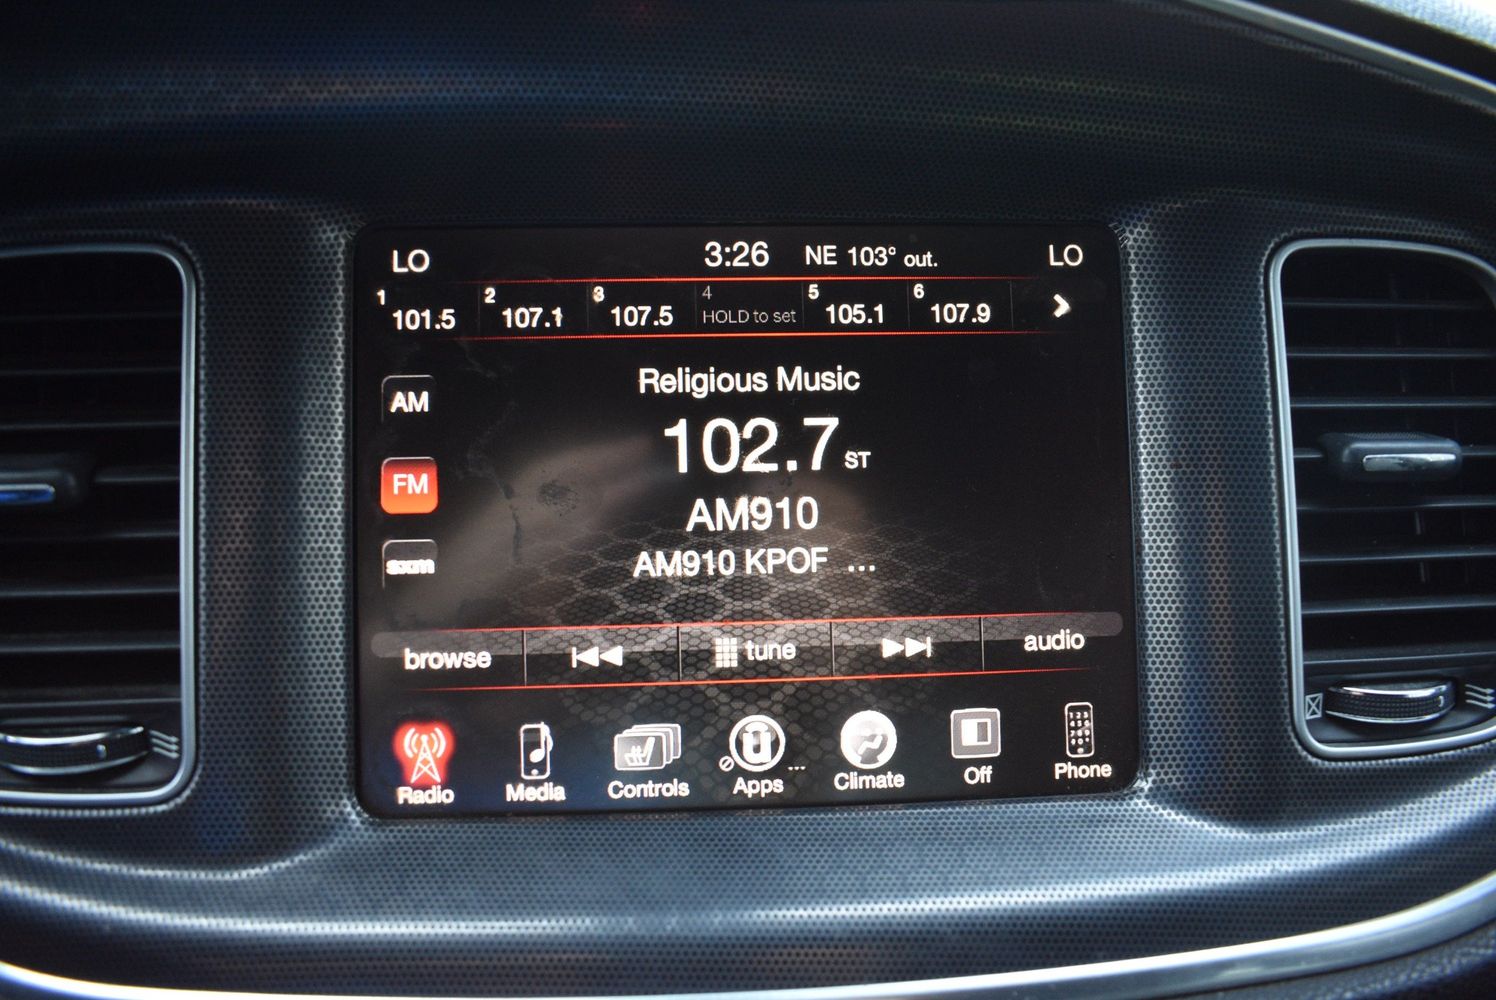 LO 3:26 NE 103° out. LO
1 101.5 2 107.1 3 107.5 4 HOLD to set 5 105.1 6 107.9
Religious Music
AM
102.7 ST
FM
AM910
AM910 KPOF ...
sxm
browse tune audio
Radio Media Controls Apps ... Climate Off Phone